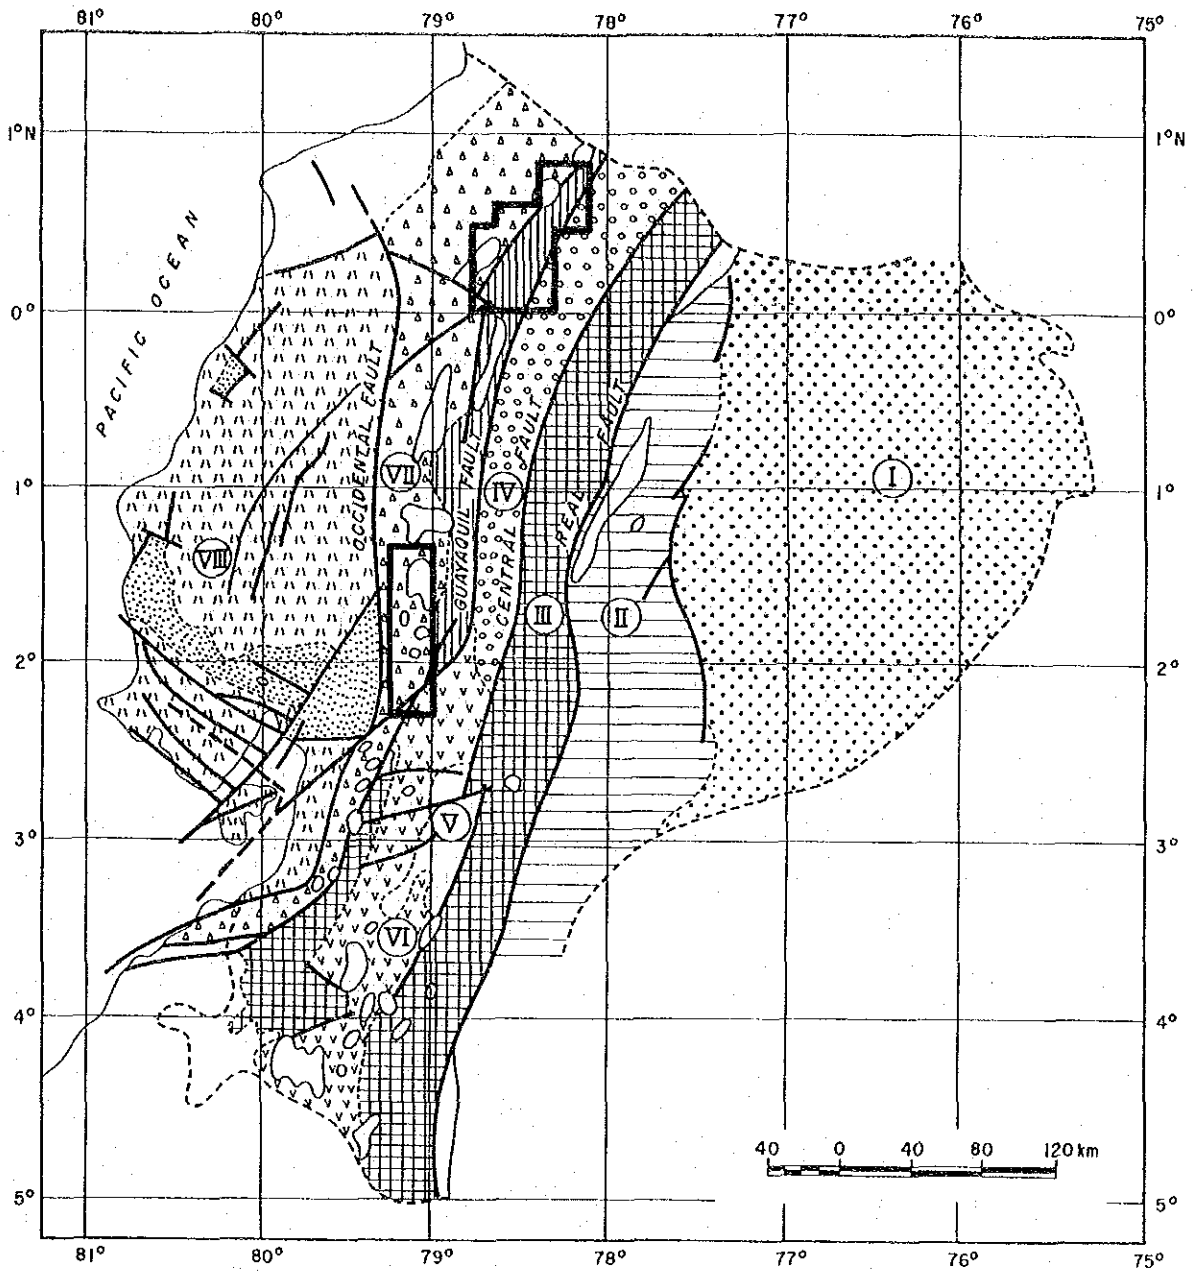 81° 80° 79° 78° 77° 76° 75°
1°N 1°N
PACIFIC OCEAN
0° 0°
OCCIDENTAL FAULT
GUAYAQUIL FAULT
CENTRAL FAULT
REAL FAULT
VII
IV
I
1° 1°
VIII
III
II
2° 2°
V
3° 3°
VI
4° 4°
40 0 40 80 120 km
5° 5°
81° 80° 79° 78° 77° 76° 75°